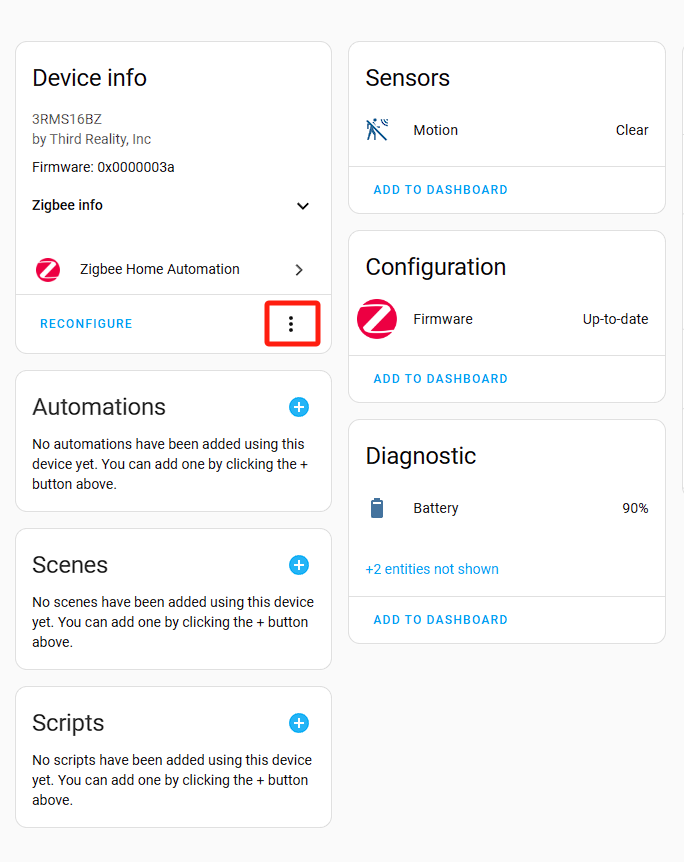 Device info
3RMS16BZ
by Third Reality, Inc
Firmware: 0x0000003a
Zigbee info
Zigbee Home Automation
RECONFIGURE
Automations
No automations have been added using this
device yet. You can add one by clicking the +
button above.
Scenes
No scenes have been added using this device
yet. You can add one by clicking the + button
above.
Scripts
No scripts have been added using this device
yet. You can add one by clicking the + button
above.
Sensors
Motion Clear
ADD TO DASHBOARD
Configuration
Firmware Up-to-date
ADD TO DASHBOARD
Diagnostic
Battery 90%
+2 entities not shown
ADD TO DASHBOARD